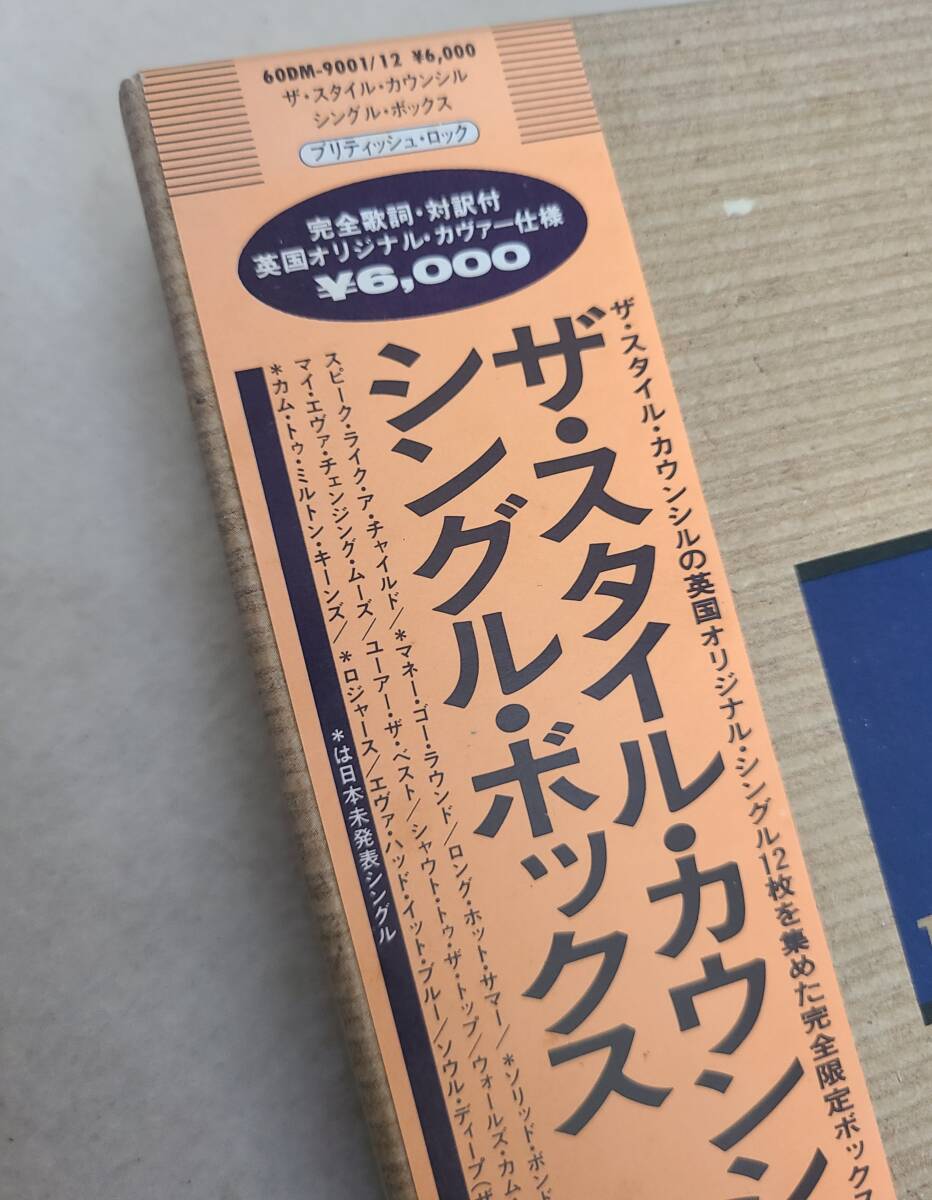 60DM-9001/12 ¥6,000
ザ・スタイル・カウンシル
シングル・ボックス
ブリティッシュ・ロック
完全歌詞・対訳付
英国オリジナル・カヴァー仕様
¥6,000
ザ・スタイル・カウンシルの英国オリジナル・シングル12枚を集めた完全限定ボックス
ザ・スタイル・カウン
シングル・ボックス
スピーク・ライク・ア・チャイルド/*マネー・ゴー・ラウンド/ロング・ホット・サマー/*ソリッド・ボンド
マイ・エヴァ・チェンジング・ムーズ/ユーアー・ザ・ベスト/シャウト・トゥ・ザ・トップ/ウォールズ・カム
*カム・トゥ・ミルトン・キーンズ/*ロジャース/エヴァ・ハッド・イット・ブルー/ソウル・ディープ(ザ
*は日本未発表シングル